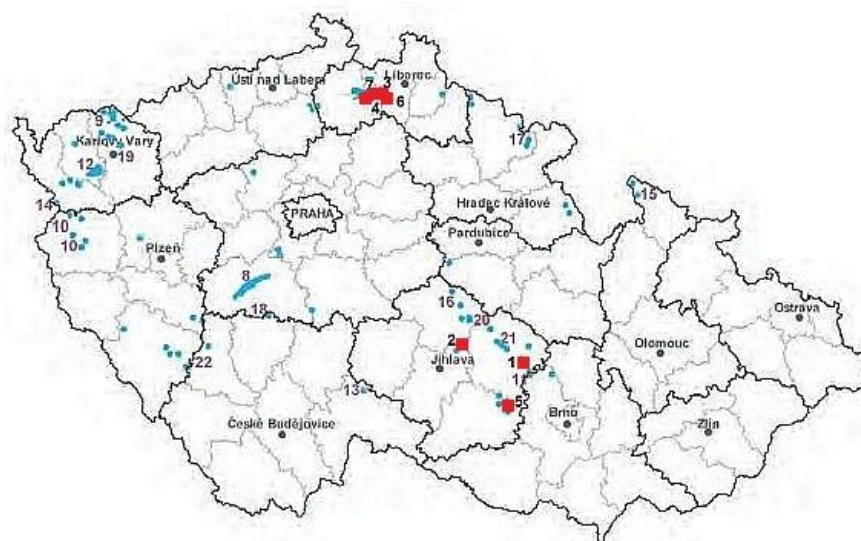 Ústí nad Labem
Liberec
7
3
4
6
9
Karlovy Vary
12
19
17
14
Hradec Králové
15
10
PRAHA
10
Plzeň
Pardubice
8
16
18
20
Ostrava
2
21
Olomouc
22
Jihlava
1
13
5
Brno
České Budějovice
Zlín